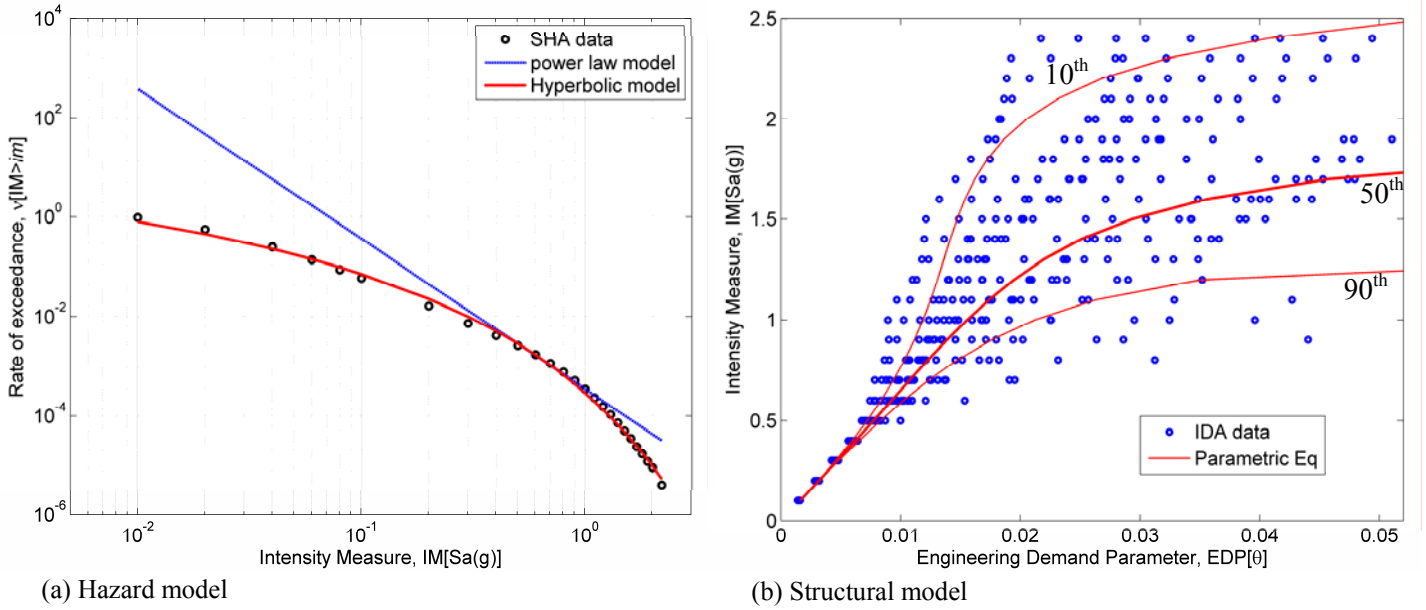 10^4
10^2
10^0
10^-2
10^-4
10^-6
Rate of exceedance, ν[IM>im]
SHA data
power law model
Hyperbolic model
10^-2
10^-1
10^0
Intensity Measure, IM[Sa(g)]
(a) Hazard model
2.5
2
1.5
1
0.5
0
Intensity Measure, IM[Sa(g)]
10th
50th
90th
IDA data
Parametric Eq
0
0.01
0.02
0.03
0.04
0.05
Engineering Demand Parameter, EDP[θ]
(b) Structural model